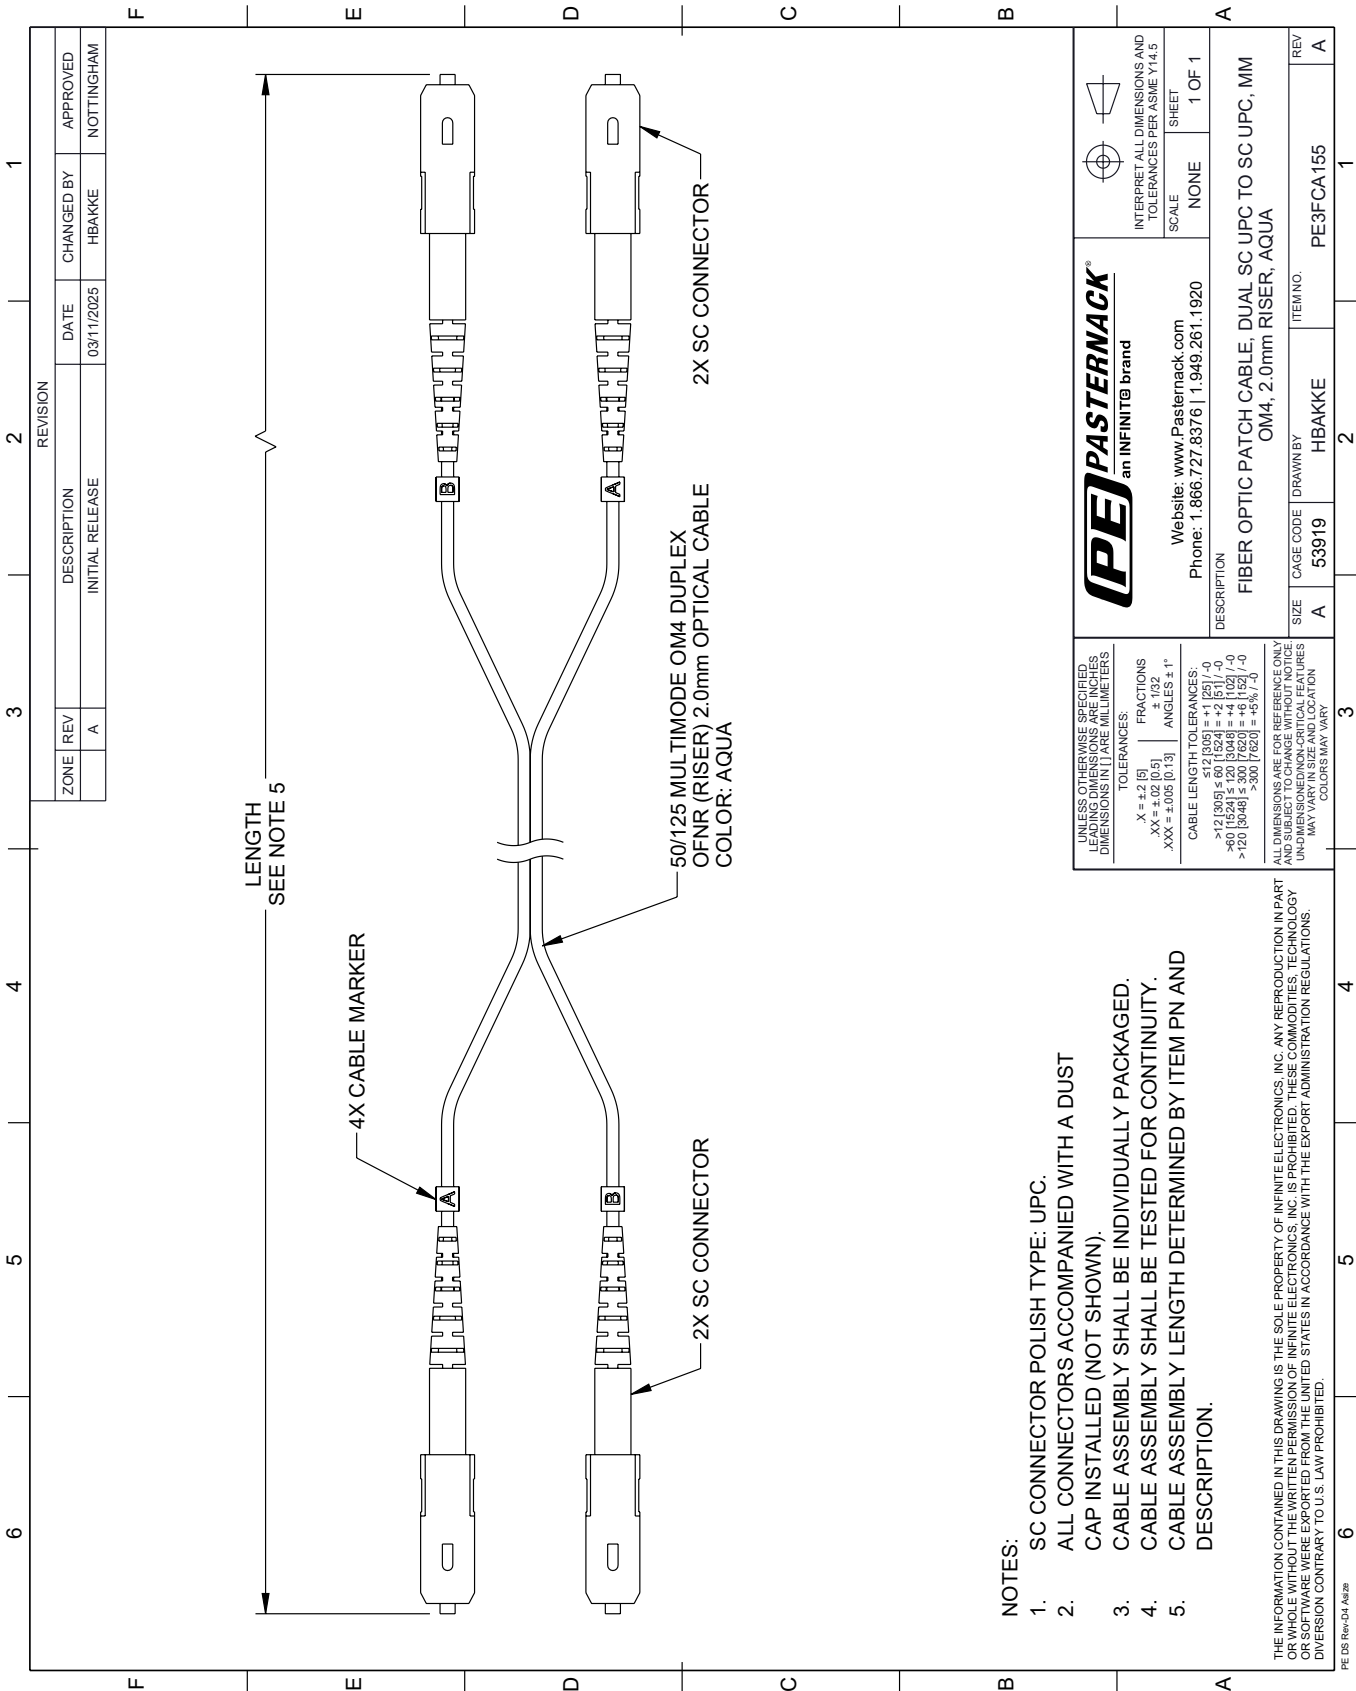 6
5
4
3
2
1
F
E
D
C
B
A
REVISION
ZONE REV DESCRIPTION DATE CHANGED BY APPROVED
A INITIAL RELEASE 03/11/2025 HBAKKE NOTTINGHAM
LENGTH
SEE NOTE 5
4X CABLE MARKER
A
B
B
A
2X SC CONNECTOR
2X SC CONNECTOR
50/125 MULTIMODE OM4 DUPLEX
OFNR (RISER) 2.0mm OPTICAL CABLE
COLOR: AQUA
NOTES:
1. SC CONNECTOR POLISH TYPE: UPC.
2. ALL CONNECTORS ACCOMPANIED WITH A DUST
CAP INSTALLED (NOT SHOWN).
3. CABLE ASSEMBLY SHALL BE INDIVIDUALLY PACKAGED.
4. CABLE ASSEMBLY SHALL BE TESTED FOR CONTINUITY.
5. CABLE ASSEMBLY LENGTH DETERMINED BY ITEM PN AND
DESCRIPTION.
THE INFORMATION CONTAINED IN THIS DRAWING IS THE SOLE PROPERTY OF INFINITE ELECTRONICS, INC. ANY REPRODUCTION IN PART
OR WHOLE WITHOUT THE WRITTEN PERMISSION OF INFINITE ELECTRONICS, INC. IS PROHIBITED. THESE COMMODITIES, TECHNOLOGY
OR SOFTWARE WERE EXPORTED FROM THE UNITED STATES IN ACCORDANCE WITH THE EXPORT ADMINISTRATION REGULATIONS.
DIVERSION CONTRARY TO U.S. LAW PROHIBITED.
UNLESS OTHERWISE SPECIFIED
LEADING DIMENSIONS ARE INCHES
DIMENSIONS IN [ ] ARE MILLIMETERS
TOLERANCES:
.X = ±.2 [5] FRACTIONS
.XX = ±.02 [0.5] ± 1/32
.XXX = ±.005 [0.13] ANGLES ± 1°
CABLE LENGTH TOLERANCES:
≤12 [305] = +1 [25] / -0
>12 [305] ≤ 60 [1524] = +2 [51] / -0
>60 [1524] ≤ 120 [3048] = +4 [102] / -0
>120 [3048] ≤ 300 [7620] = +6 [152] / -0
>300 [7620] = +5% / -0
ALL DIMENSIONS ARE FOR REFERENCE ONLY
AND SUBJECT TO CHANGE WITHOUT NOTICE.
UN-DIMENSIONED/NON-CRITICAL FEATURES
MAY VARY IN SIZE AND LOCATION
COLORS MAY VARY
PE PASTERNACK®
an INFINIT@ brand
Website: www.Pasternack.com
Phone: 1.866.727.8376 | 1.949.261.1920
INTERPRET ALL DIMENSIONS AND
TOLERANCES PER ASME Y14.5
SCALE SHEET
NONE 1 OF 1
DESCRIPTION
FIBER OPTIC PATCH CABLE, DUAL SC UPC TO SC UPC, MM
OM4, 2.0mm RISER, AQUA
SIZE CAGE CODE DRAWN BY ITEM NO. REV
A 53919 HBAKKE PE3FCA155 A
6
5
4
3
2
1
F
E
D
C
B
A
PE DS Rev-D4 Asize